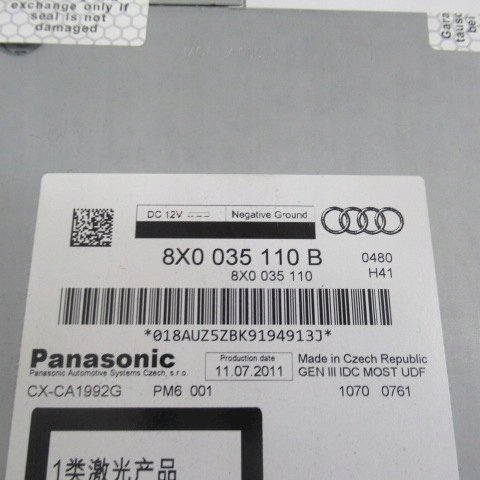 exchange only if
seal is not
damaged
Gara
tausc
bei
DC 12V
Negative Ground
8X0 035 110 B
8X0 035 110
0480
H41
*018AUZ5ZBK9194913J*
Panasonic
Panasonic Automotive Systems Czech, s.r.o.
Production date
11.07.2011
Made in Czech Republic
GEN III IDC MOST UDF
CX-CA1992G
PM6 001
1070 0761
1类激光产品